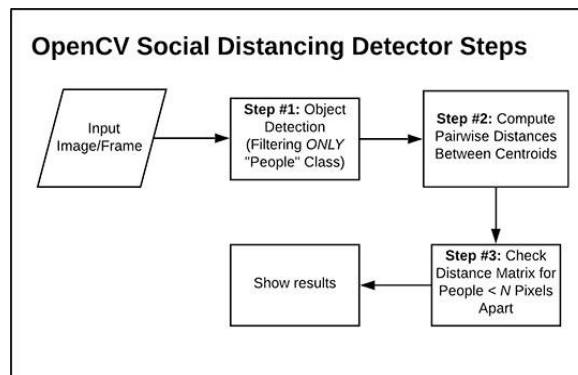 OpenCV Social Distancing Detector Steps
Input
Image/Frame
Step #1: Object
Detection
(Filtering ONLY
"People" Class)
Step #2: Compute
Pairwise Distances
Between Centroids
Step #3: Check
Distance Matrix for
People < N Pixels
Apart
Show results